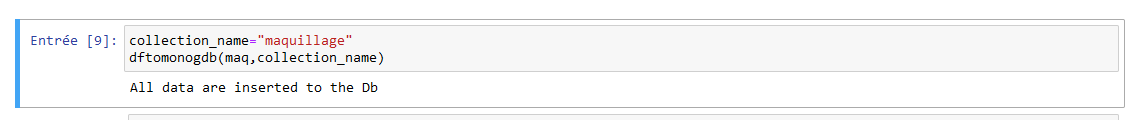 Entrée [9]: collection_name="maquillage"
dftomonogdb(maq,collection_name)
All data are inserted to the Db